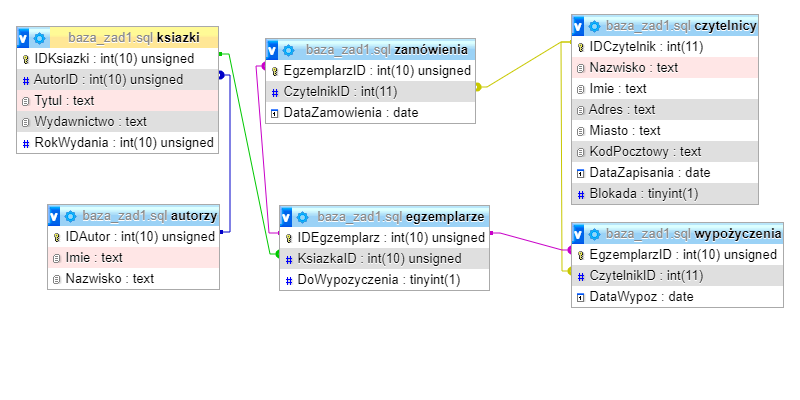 baza_zad1.sql ksiazki
IDKsiazki : int(10) unsigned
AutorID : int(10) unsigned
Tytul : text
Wydawnictwo : text
RokWydania : int(10) unsigned
baza_zad1.sql zamówienia
EgzemplarzID : int(10) unsigned
CzytelnikID : int(11)
DataZamowienia : date
baza_zad1.sql czytelnicy
IDCzytelnik : int(11)
Nazwisko : text
Imie : text
Adres : text
Miasto : text
KodPocztowy : text
DataZapisania : date
Blokada : tinyint(1)
baza_zad1.sql autorzy
IDAutor : int(10) unsigned
Imie : text
Nazwisko : text
baza_zad1.sql egzemplarze
IDEgzemplarz : int(10) unsigned
KsiazkaID : int(10) unsigned
DoWypozyczenia : tinyint(1)
baza_zad1.sql wypożyczenia
EgzemplarzID : int(10) unsigned
CzytelnikID : int(11)
DataWypoz : date